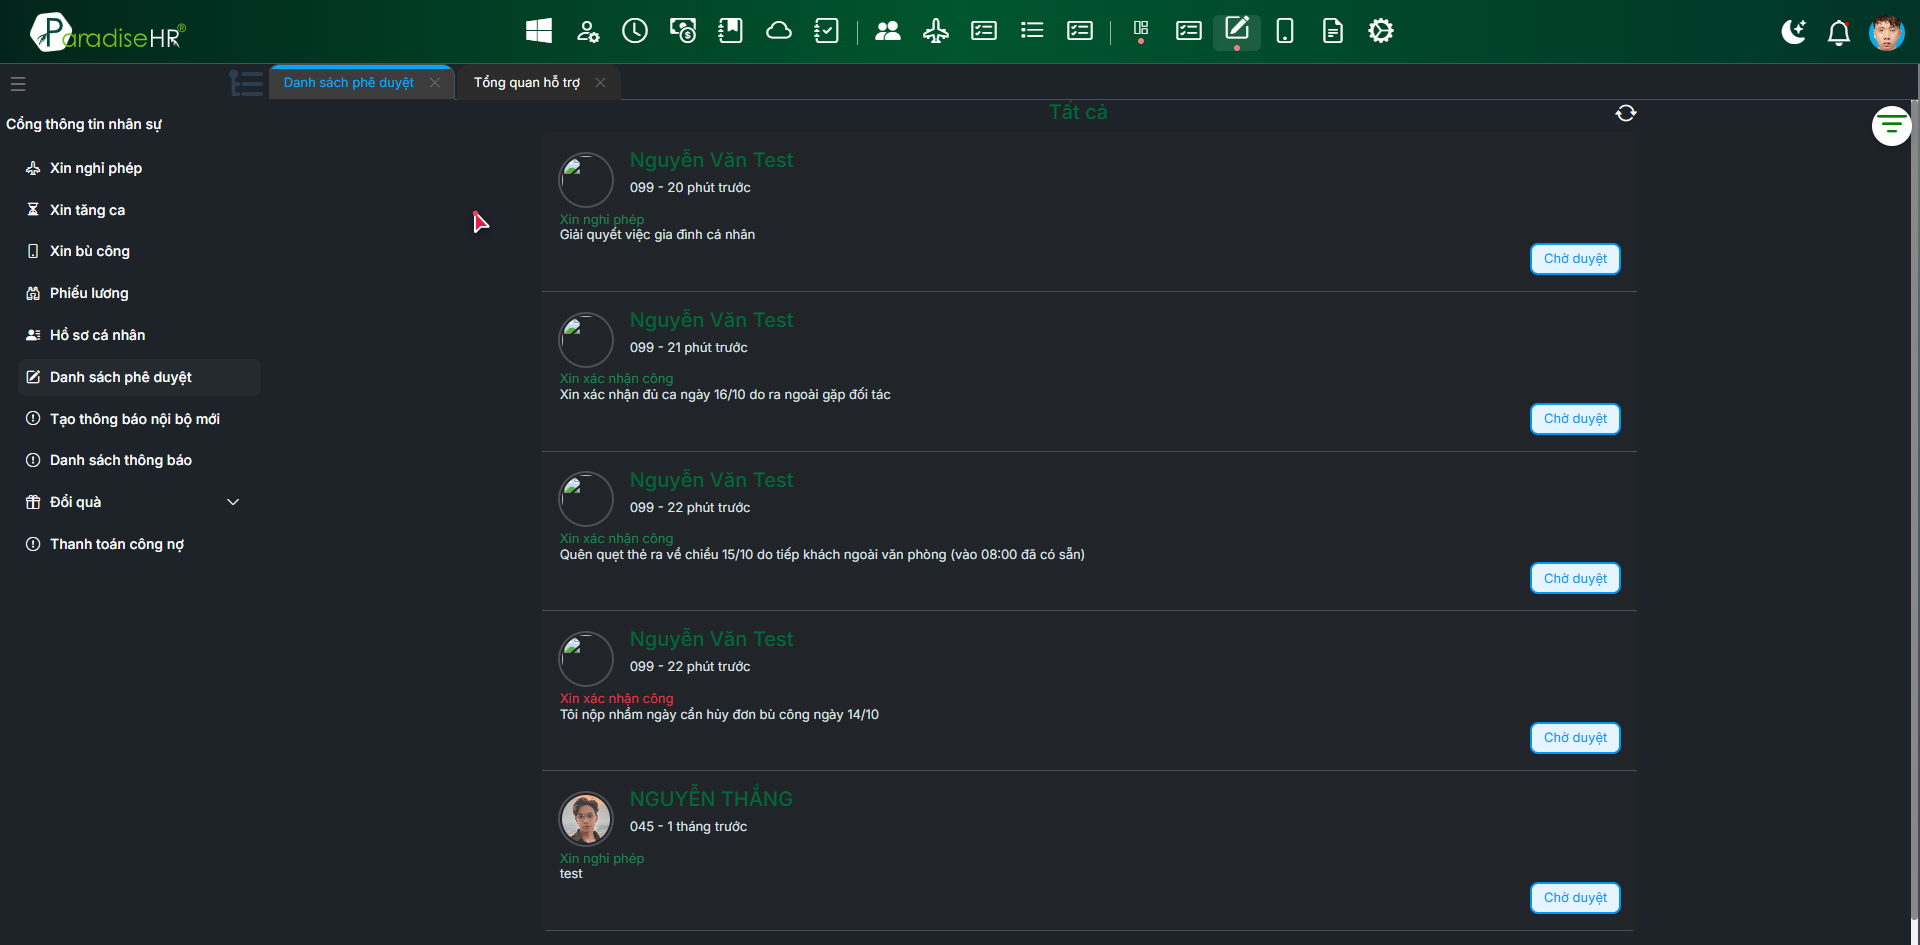 ParadiseHR®
Danh sách phê duyệt
Tổng quan hỗ trợ
Cổng thông tin nhân sự
Xin nghỉ phép
Xin tăng ca
Xin bù công
Phiếu lương
Hồ sơ cá nhân
Danh sách phê duyệt
Tạo thông báo nội bộ mới
Danh sách thông báo
Đổi quà
Thanh toán công nợ
Tất cả
Nguyễn Văn Test
099 - 20 phút trước
Xin nghỉ phép
Giải quyết việc gia đình cá nhân
Chờ duyệt
Nguyễn Văn Test
099 - 21 phút trước
Xin xác nhận công
Xin xác nhận đủ ca ngày 16/10 do ra ngoài gặp đối tác
Chờ duyệt
Nguyễn Văn Test
099 - 22 phút trước
Xin xác nhận công
Quên quẹt thẻ ra về chiều 15/10 do tiếp khách ngoài văn phòng (vào 08:00 đã có sẵn)
Chờ duyệt
Nguyễn Văn Test
099 - 22 phút trước
Xin xác nhận công
Tôi nộp nhầm ngày cần hủy đơn bù công ngày 14/10
Chờ duyệt
NGUYỄN THẮNG
045 - 1 tháng trước
Xin nghỉ phép
test
Chờ duyệt